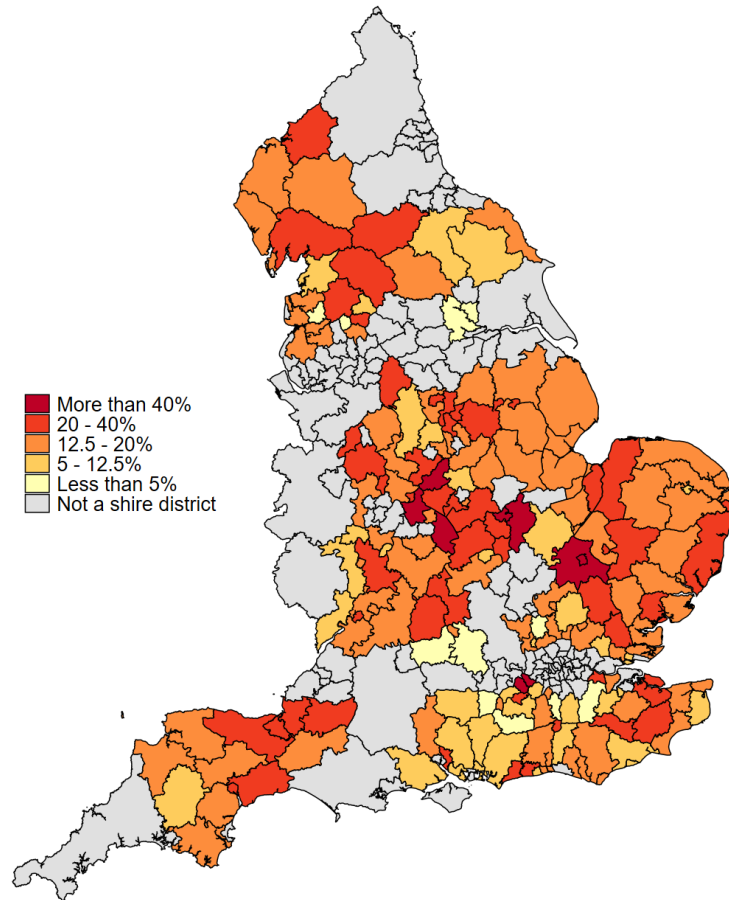 More than 40%
20 - 40%
12.5 - 20%
5 - 12.5%
Less than 5%
Not a shire district